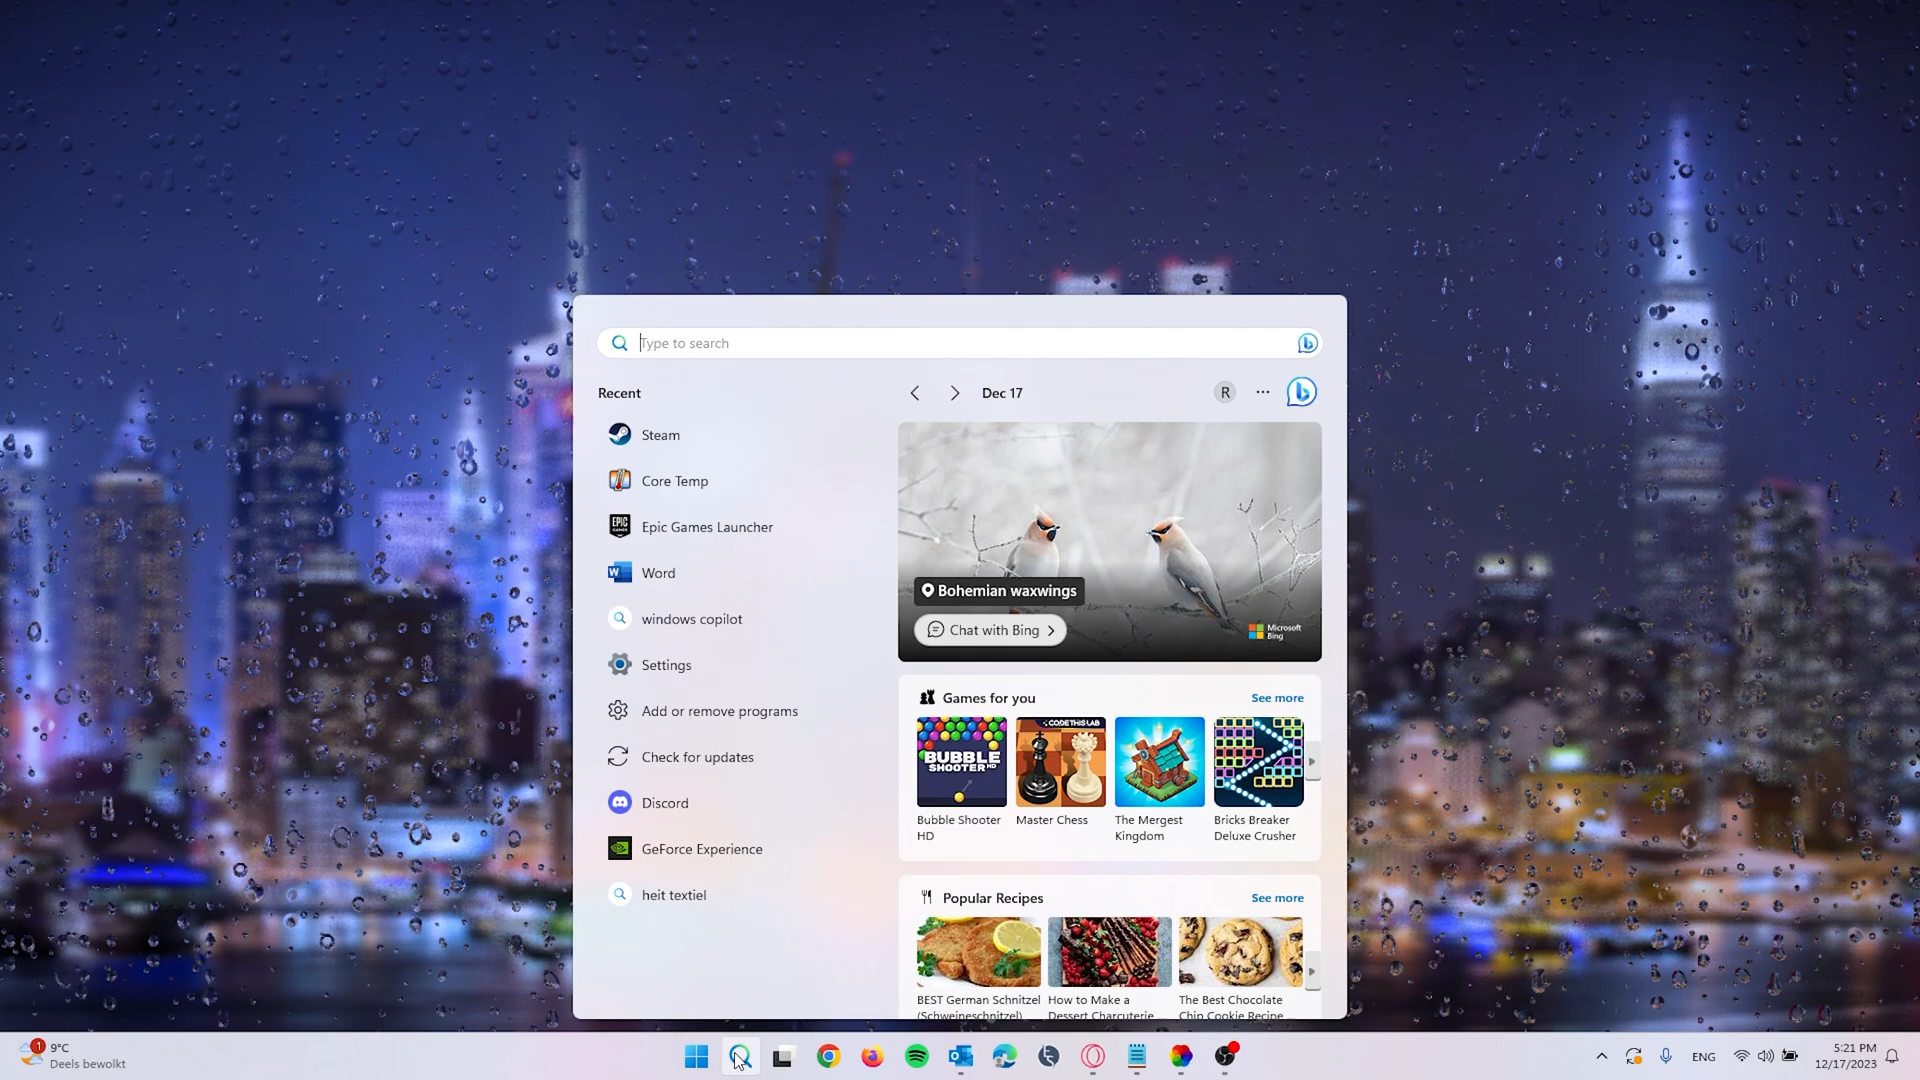 Type to search
Recent
Dec 17
R
Steam
Core Temp
EPIC GAMES
Epic Games Launcher
W
Word
windows copilot
Settings
Add or remove programs
Check for updates
Discord
GeForce Experience
heit textiel
Bohemian waxwings
Chat with Bing
Microsoft
Bing
Games for you
See more
BUBBLE
SHOOTER HD
CODETHISLAB
Bubble Shooter
HD
Master Chess
The Mergest
Kingdom
Bricks Breaker
Deluxe Crusher
Popular Recipes
See more
BEST German Schnitzel
(Schweineschnitzel)
How to Make a
Dessert Charcuterie ...
The Best Chocolate
Chip Cookie Recipe ...
1
9°C
Deels bewolkt
ENG
5:21 PM
12/17/2023